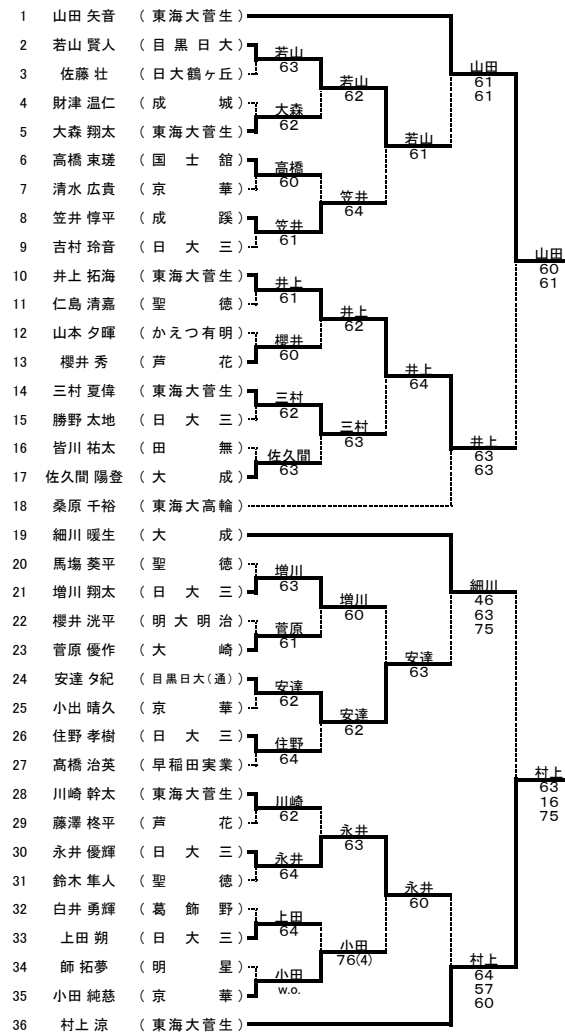 1 山田 矢音 （東海大菅生）
2 若山 賢人 （目黒日大）
3 佐藤 壮 （日大鶴ヶ丘）
4 財津 温仁 （成城）
5 大森 翔太 （東海大菅生）
6 高橋 東瑳 （国士舘）
7 清水 広貴 （京華）
8 笠井 惇平 （成蹊）
9 吉村 玲音 （日大三）
10 井上 拓海 （東海大菅生）
11 仁島 清嘉 （聖徳）
12 山本 夕暉 （かえつ有明）
13 櫻井 秀 （芦花）
14 三村 夏偉 （東海大菅生）
15 勝野 太地 （日大三）
16 皆川 祐太 （田無）
17 佐久間 陽登 （大成）
18 桑原 千裕 （東海大高輪）
19 細川 暖生 （大成）
20 馬塲 葵平 （聖徳）
21 増川 翔太 （日大三）
22 櫻井 洸平 （明大明治）
23 菅原 優作 （大崎）
24 安達 夕紀 （目黒日大（通））
25 小出 晴久 （京華）
26 住野 孝樹 （日大三）
27 髙橋 治英 （早稲田実業）
28 川崎 幹太 （東海大菅生）
29 藤澤 柊平 （芦花）
30 永井 優輝 （日大三）
31 鈴木 隼人 （聖徳）
32 白井 勇輝 （葛飾野）
33 上田 朔 （日大三）
34 師 拓夢 （明星）
35 小田 純慈 （京華）
36 村上 涼 （東海大菅生）
若山
63
大森
62
高橋
60
笠井
61
井上
61
櫻井
60
三村
62
佐久間
63
増川
63
菅原
61
安達
62
住野
64
川崎
62
永井
64
上田
64
小田
w.o.
若山
62
笠井
64
井上
62
三村
63
増川
60
安達
62
永井
63
小田
76(4)
若山
61
井上
64
安達
63
永井
60
山田
61
61
井上
63
63
細川
46
63
75
村上
64
57
60
山田
60
61
村上
63
16
75